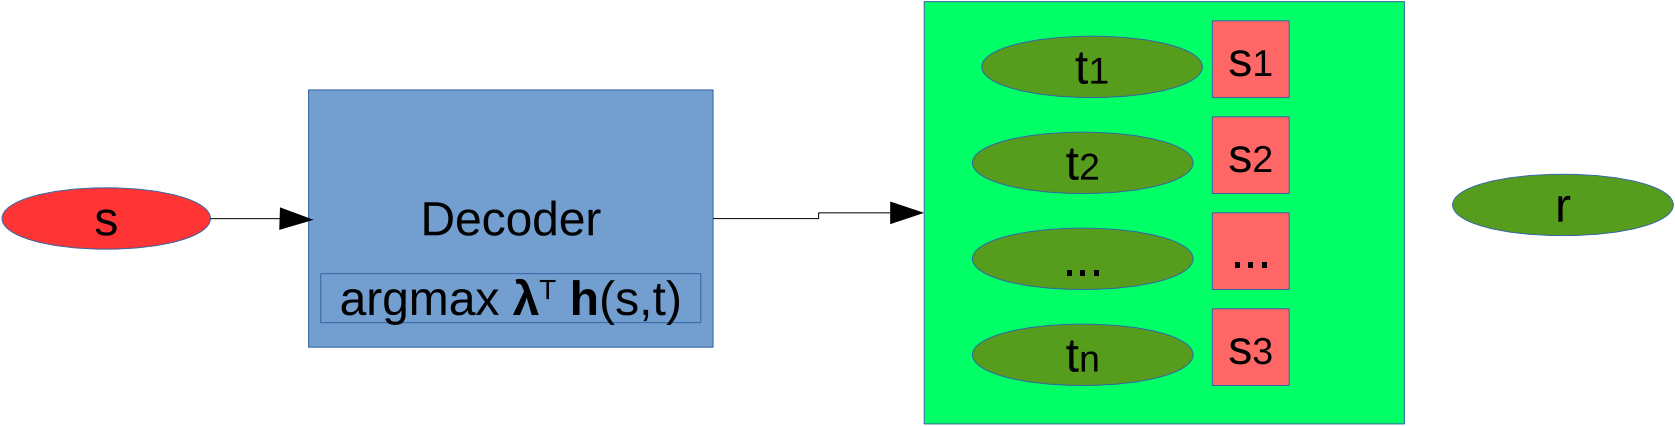 s
Decoder
argmax λᵀ h(s,t)
t1 s1
t2 s2
... ...
tn s3
r